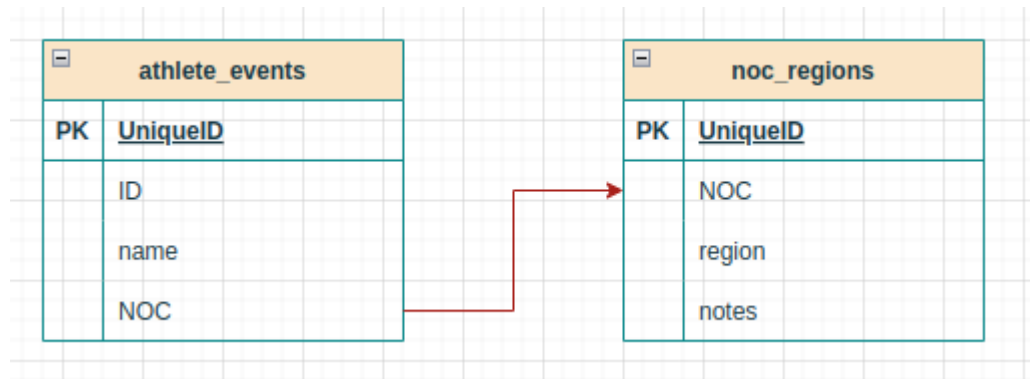 athlete_events
PK UniqueID
ID
name
NOC
noc_regions
PK UniqueID
NOC
region
notes